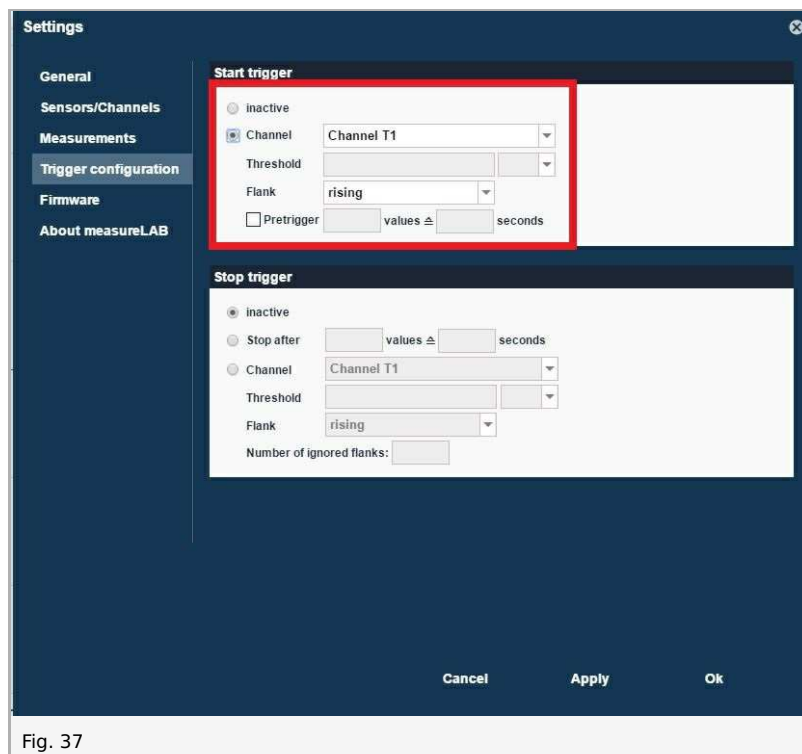 Settings
General
Sensors/Channels
Measurements
Trigger configuration
Firmware
About measureLAB
Start trigger
inactive
Channel Channel T1
Threshold
Flank rising
Pretrigger values ≙ seconds
Stop trigger
inactive
Stop after values ≙ seconds
Channel Channel T1
Threshold
Flank rising
Number of ignored flanks:
Cancel Apply Ok
Fig. 37